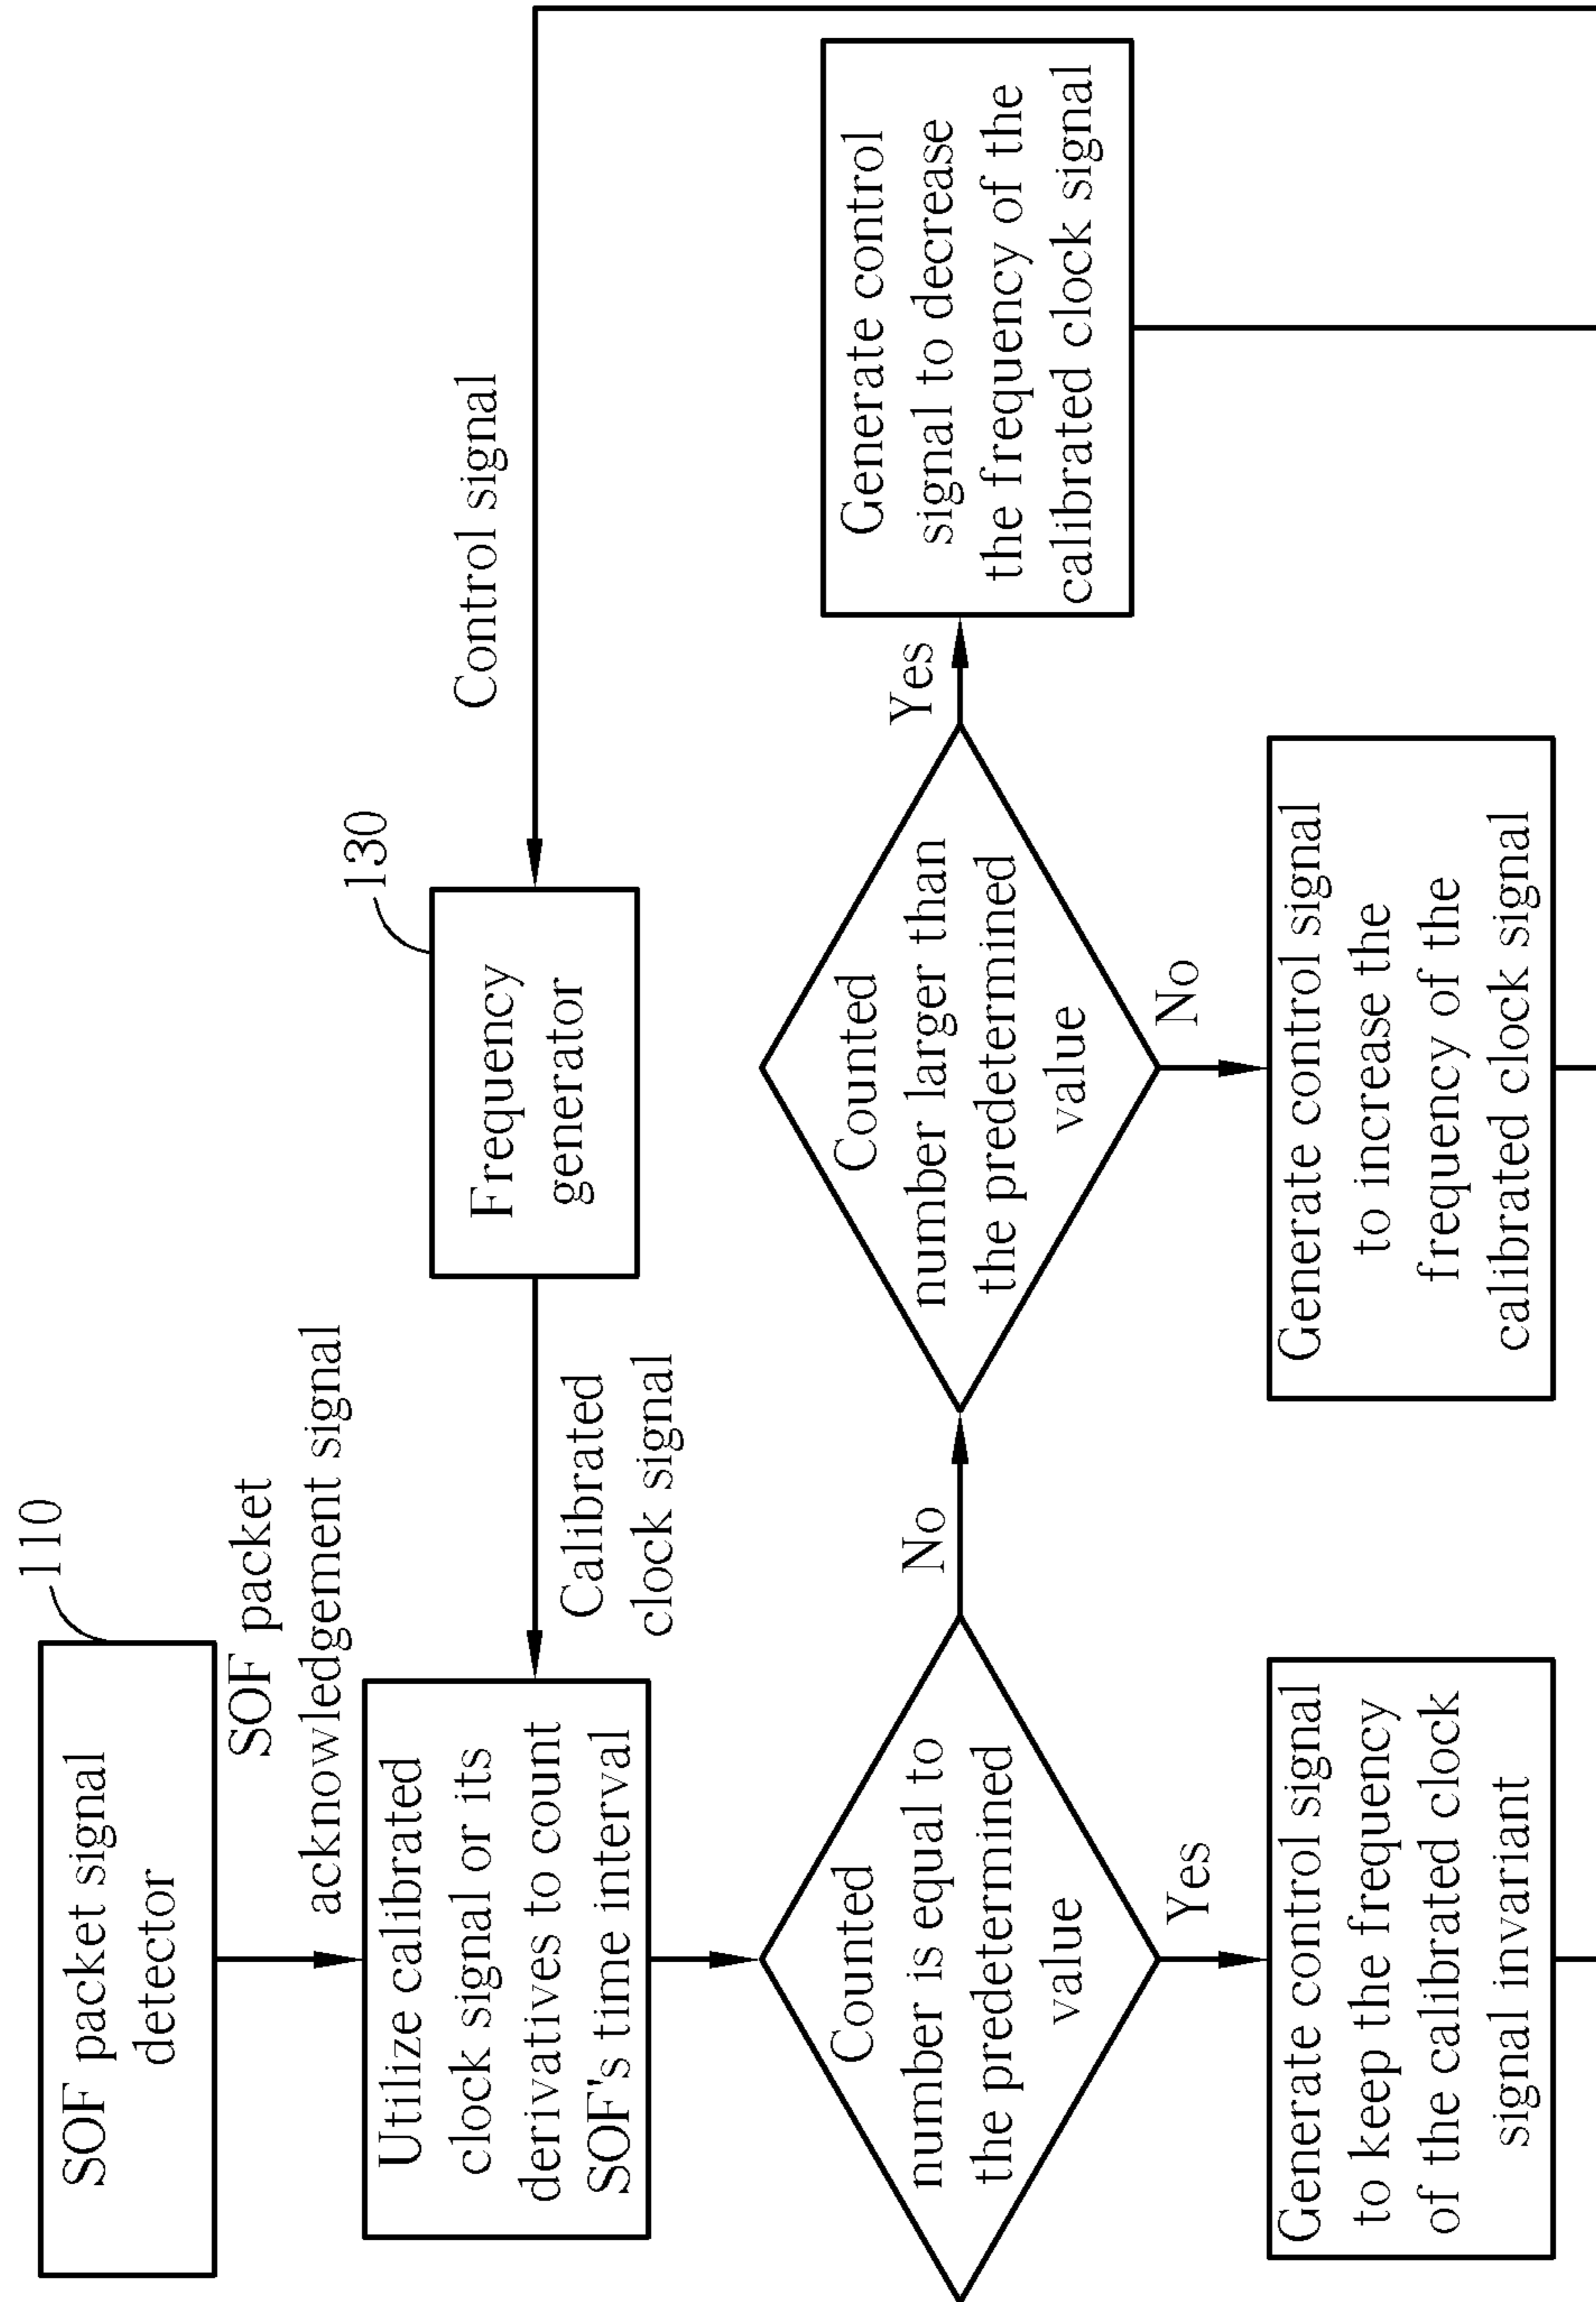 110
SOF packet signal
detector
SOF packet
acknowledgement signal
130
Control signal
Utilize calibrated
clock signal or its
derivatives to count
SOF's time interval
Calibrated
clock signal
Frequency
generator
Counted
number is equal to
the predetermined
value
No
Counted
number larger than
the predetermined
value
Yes
Generate control
signal to decrease
the frequency of the
calibrated clock signal
Yes
No
Generate control signal
to keep the frequency
of the calibrated clock
signal invariant
Generate control signal
to increase the
frequency of the
calibrated clock signal